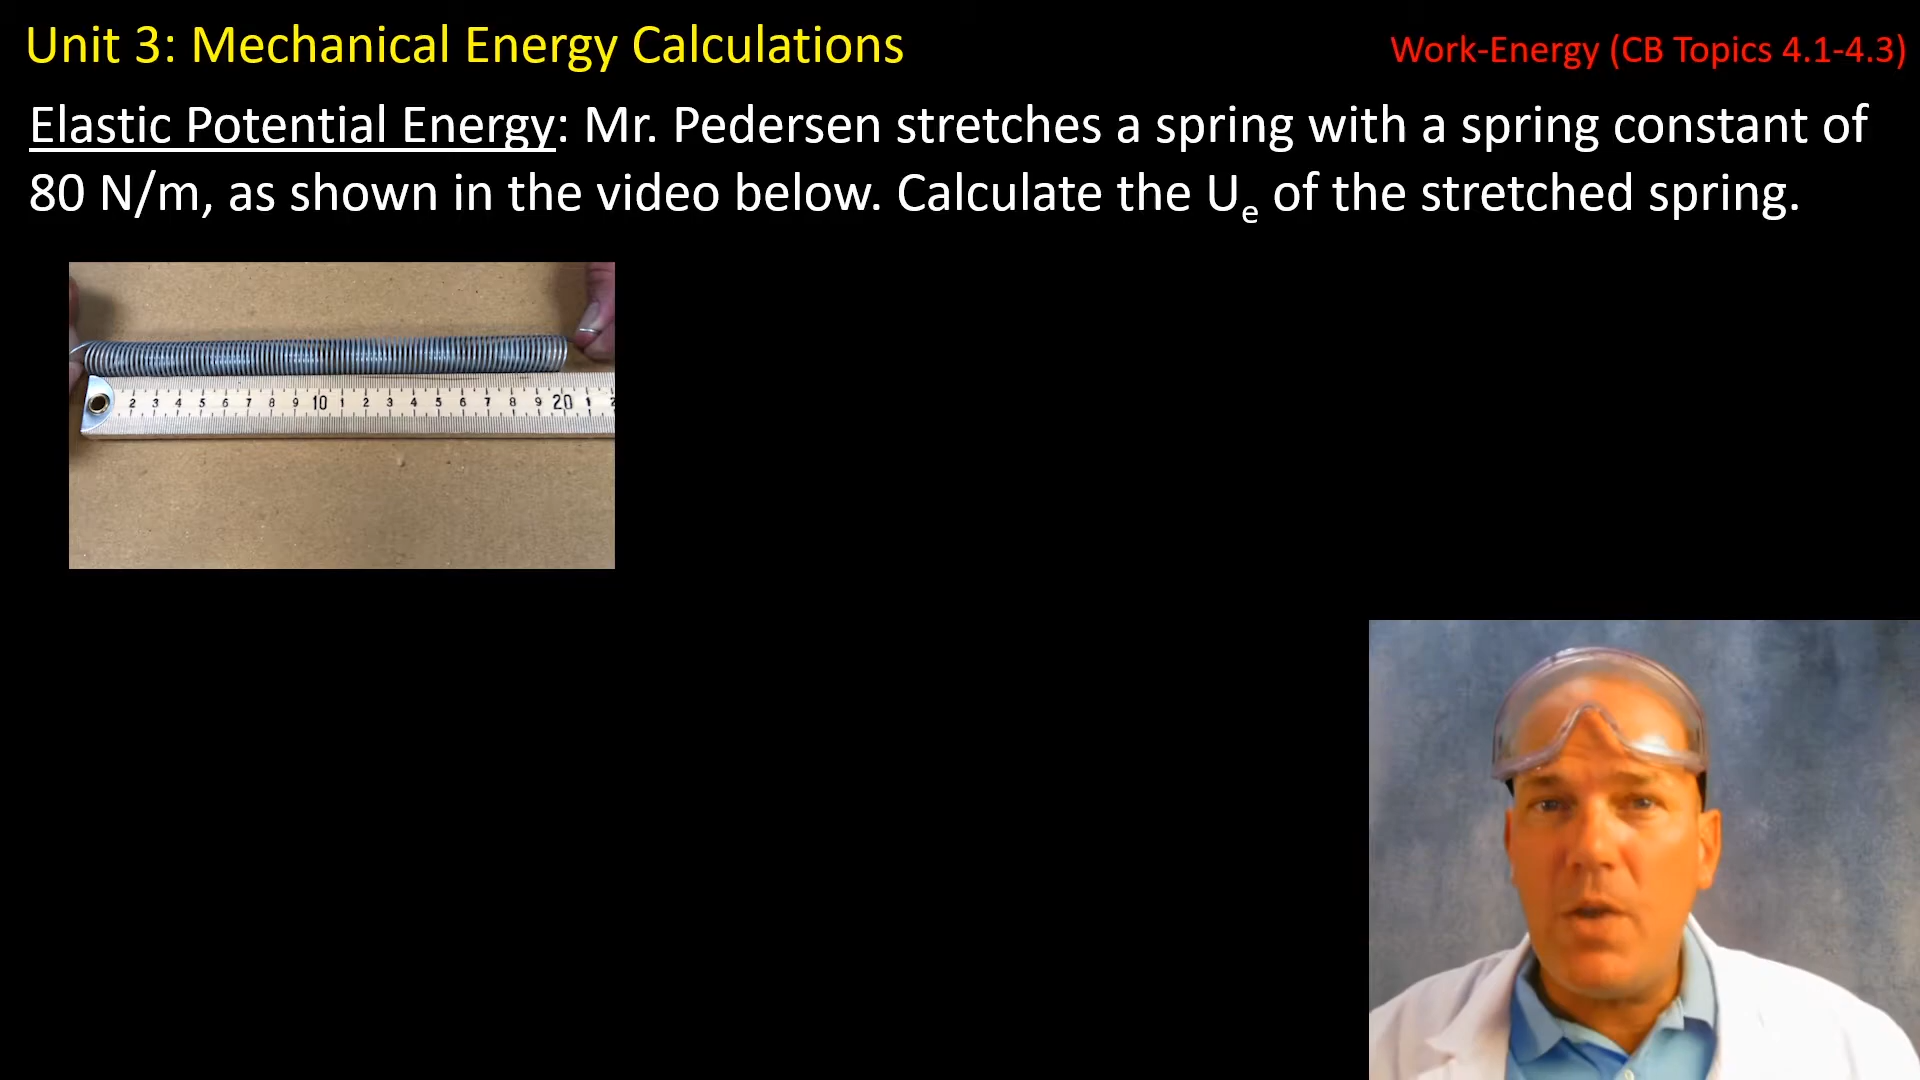 Unit 3: Mechanical Energy Calculations
Work-Energy (CB Topics 4.1-4.3)
Elastic Potential Energy: Mr. Pedersen stretches a spring with a spring constant of
80 N/m, as shown in the video below. Calculate the Ue of the stretched spring.
2 3 4 5 6 7 8 9 10 1 2 3 4 5 6 7 8 9 20 1 2